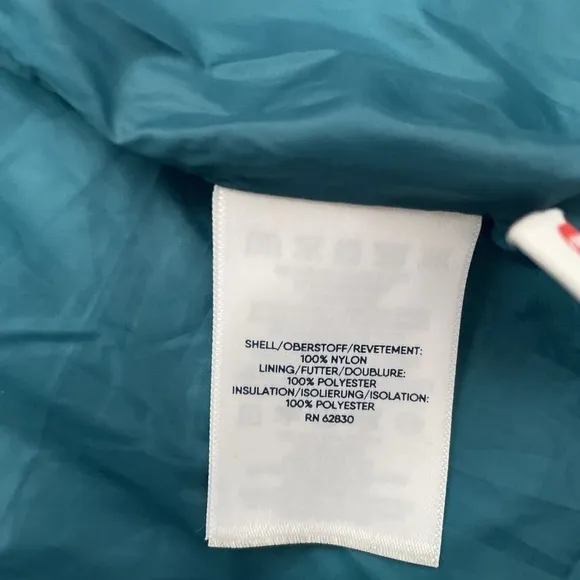 SHELL/OBERSTOFF/REVETEMENT:
100% NYLON
LINING/FUTTER/DOUBLURE:
100% POLYESTER
INSULATION/ISOLIERUNG/ISOLATION:
100% POLYESTER
RN 62830